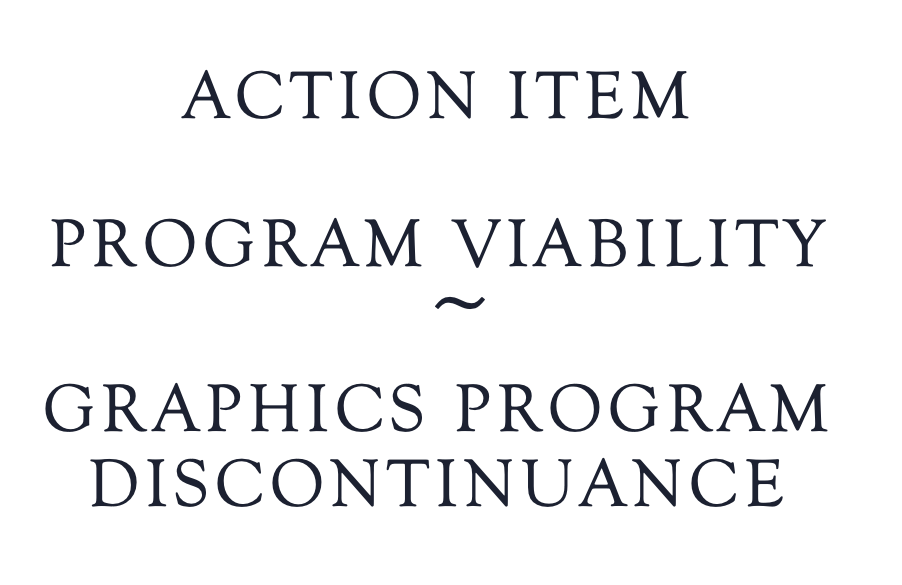 ACTION ITEM
PROGRAM VIABILITY
~
GRAPHICS PROGRAM
DISCONTINUANCE